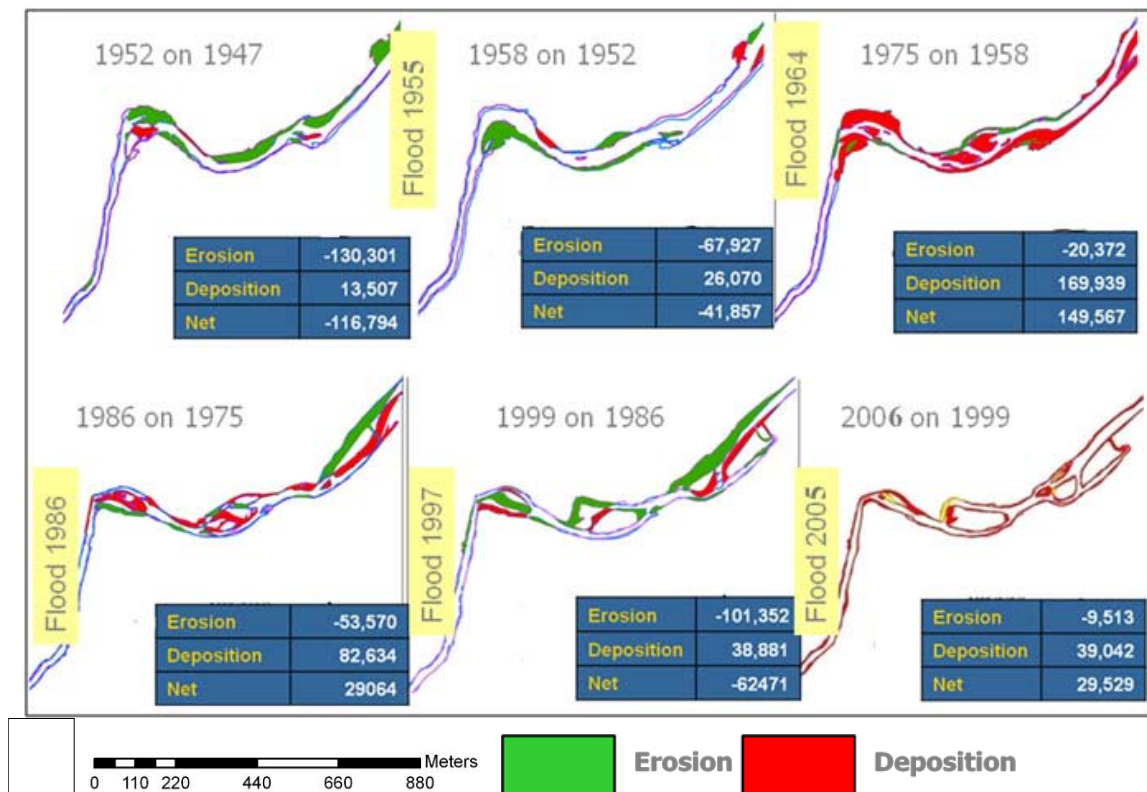 1952 on 1947
Flood 1955
1958 on 1952
Flood 1964
1975 on 1958
Erosion -130,301
Deposition 13,507
Net -116,794
Erosion -67,927
Deposition 26,070
Net -41,857
Erosion -20,372
Deposition 169,939
Net 149,567
Flood 1986
1986 on 1975
Flood 1997
1999 on 1986
Flood 2005
2006 on 1999
Erosion -53,570
Deposition 82,634
Net 29064
Erosion -101,352
Deposition 38,881
Net -62471
Erosion -9,513
Deposition 39,042
Net 29,529
Meters
0 110 220 440 660 880
Erosion
Deposition